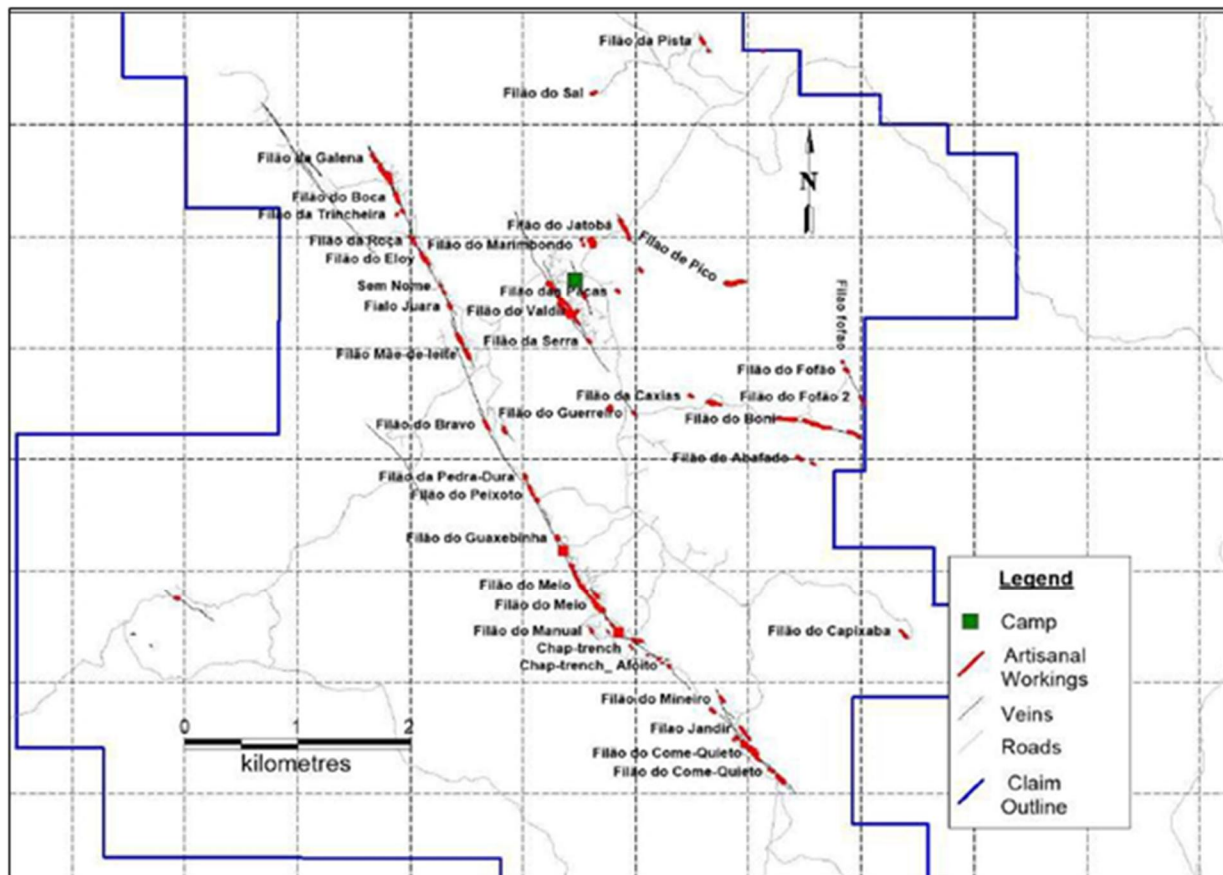 Filão da Pista
Filão do Sal
N
Filão da Galena
Filão do Boca
Filão da Trincheira
Filão do Jatobá
Filão da Roça
Filão do Marimbondo
Filão do Eloy
Filão de Pico
Sem Nome
Filão das Pacas
Filão fofão
Fialo Juara
Filão do Valdir
Filão da Serra
Filão Mãe-de-leite
Filão do Fofão
Filão da Caxias
Filão do Fofão 2
Filão do Guerreiro
Filão do Boni
Filão do Bravo
Filão do Abafado
Filão da Pedra-Dura
Filão do Peixoto
Filão do Guaxebinha
Filão do Meio
Filão do Meio
Filão do Manual
Filão do Capixaba
Chap-trench
Chap-trench_ Afoito
Filão do Mineiro
Filao Jandir
Filão do Come-Quieto
Filão do Come-Quieto
0 1 2
kilometres
Legend
Camp
Artisanal
Workings
Veins
Roads
Claim
Outline